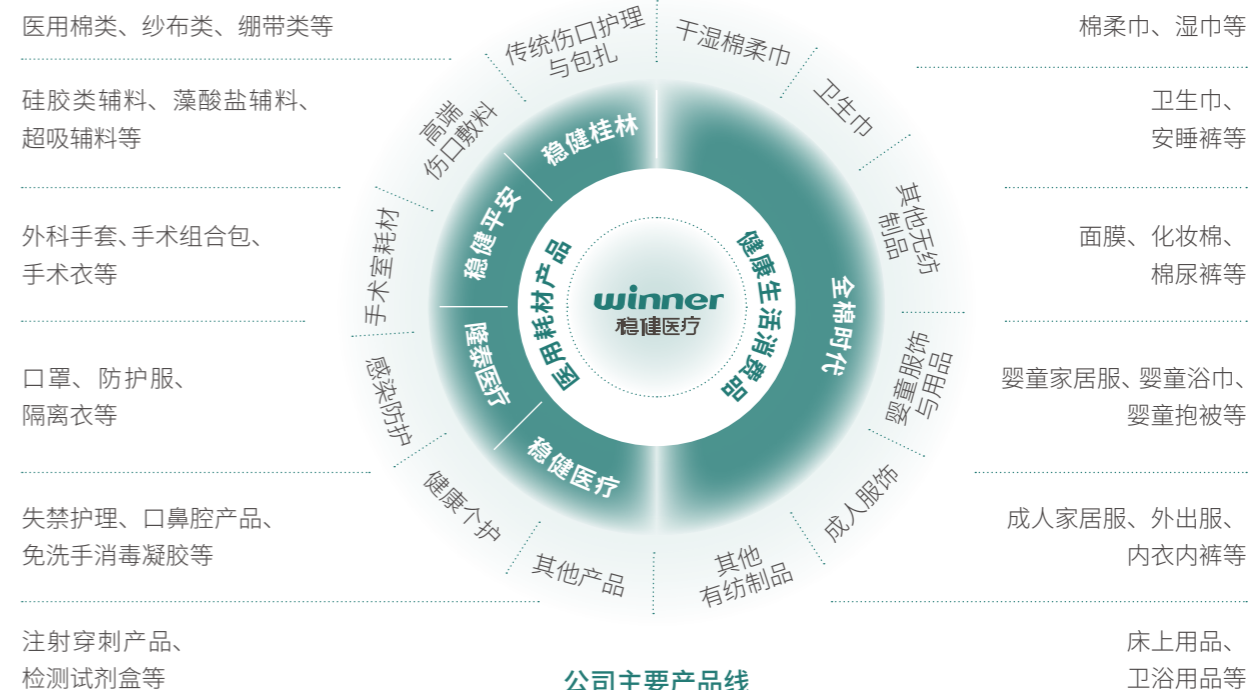 医用棉类、纱布类、绷带类等
硅胶类辅料、藻酸盐辅料、
超吸辅料等
外科手套、手术组合包、
手术衣等
口罩、防护服、
隔离衣等
失禁护理、口鼻腔产品、
免洗手消毒凝胶等
注射穿刺产品、
检测试剂盒等
传统伤口护理
与包扎
高端
伤口敷料
手术室耗材
感染防护
健康个护
其他产品
稳健桂林
稳健平安
隆泰医疗
稳健医疗
医用耗材产品
winner
稳健医疗
健康生活消费品
全棉时代
干湿棉柔巾
卫生巾
其他无纺
制品
婴童服饰
与用品
成人服饰
其他
有纺制品
棉柔巾、湿巾等
卫生巾、
安睡裤等
面膜、化妆棉、
棉尿裤等
婴童家居服、婴童浴巾、
婴童抱被等
成人家居服、外出服、
内衣内裤等
床上用品、
卫浴用品等
公司主要产品线